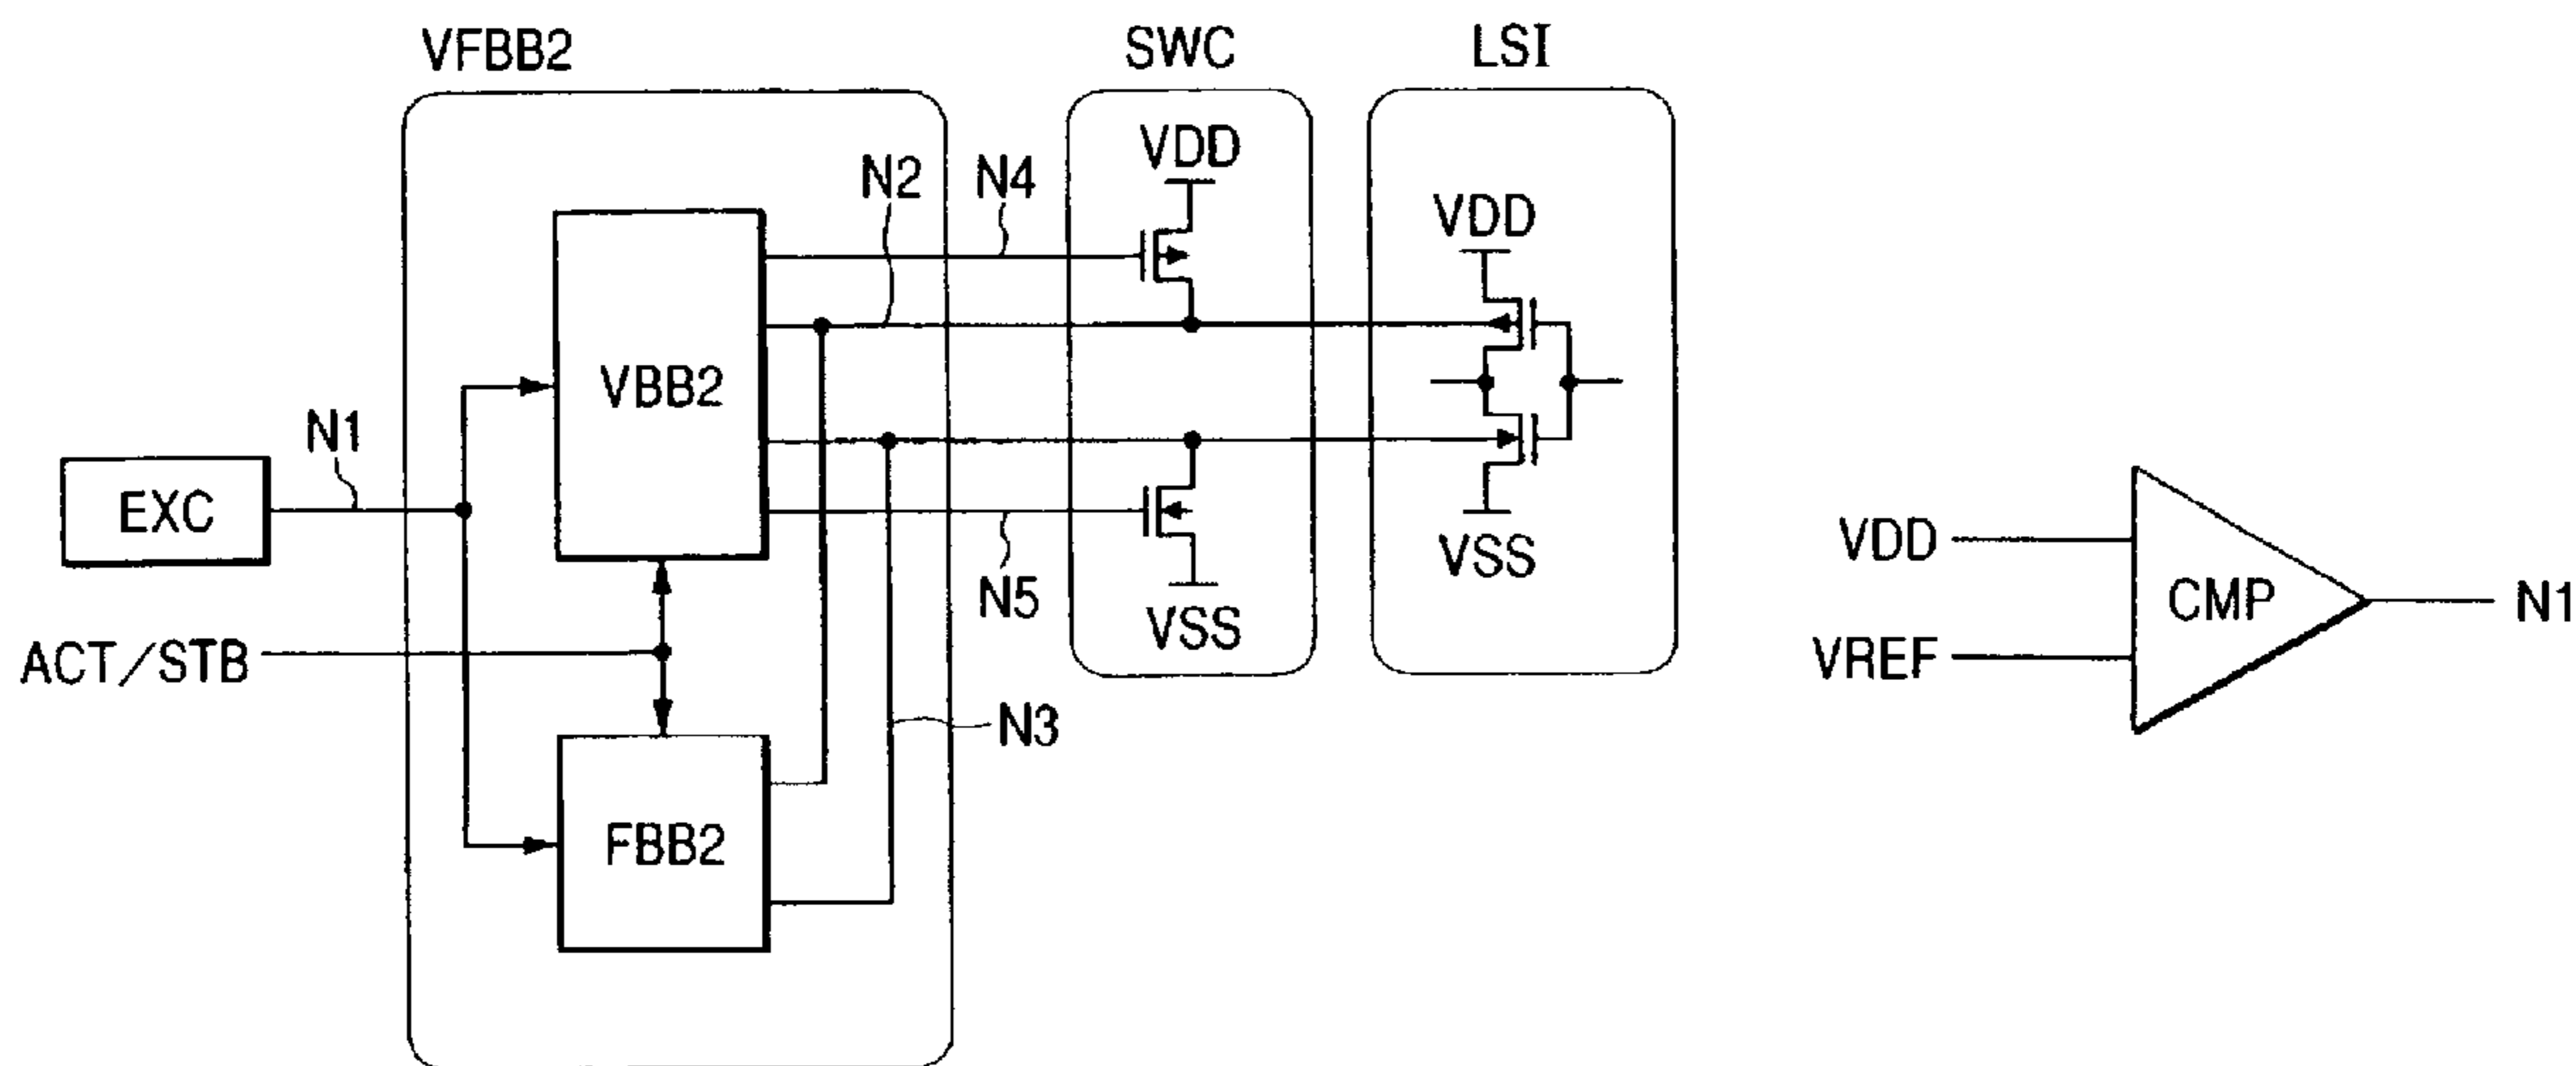 VFBB2
SWC
LSI
VDD
N2
N4
VDD
VBB2
N1
EXC
VDD
CMP
N1
VSS
N5
VSS
ACT/STB
VREF
N3
FBB2